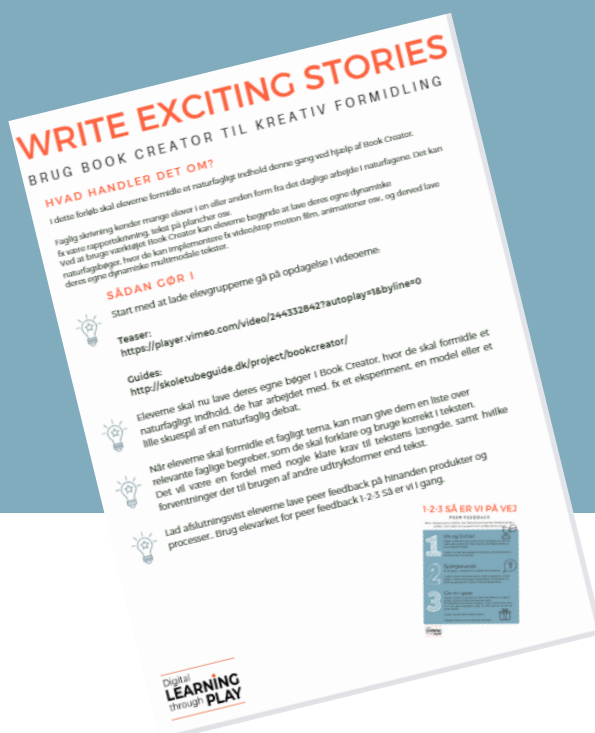 WRITE EXCITING STORIES
BRUG BOOK CREATOR TIL KREATIV FORMIDLING
HVAD HANDLER DET OM?
I dette forløb skal eleverne formidle et naturfagligt indhold denne gang ved hjælp af Book Creator.
Faglig skrivning kender mange elever i en eller anden form fra det daglige arbejde i naturfagene. Det kan
fx være rapportskrivning, tekst på plancher osv.
Ved at bruge værktøjet Book Creator kan eleverne begynde at lave deres egne dynamiske
naturfagsbøger, hvor de kan implementere fx video/stop motion film, animationer osv, og derved lave
deres egne dynamiske multimodale tekster.
SÅDAN GØR I
Start med at lade elevgrupperne gå på opdagelse i videoerne:
Teaser:
https://player.vimeo.com/video/244332842?autoplay=1&byline=0
Guides:
http://skoletubeguide.dk/project/bookcreator/
Eleverne skal nu lave deres egne bøger i Book Creator, hvor de skal formidle et
naturfagligt indhold, de har arbejdet med, fx et eksperiment, en model eller et
lille skuespil af en naturfaglig debat.
Når eleverne skal formidle et fagligt tema, kan man give dem en liste over
relevante faglige begreber, som de skal forklare og bruge korrekt i teksten.
Det vil være en fordel med nogle klare krav til tekstens længde, samt hvilke
forventninger der til brugen af andre udtryksformer end tekst.
Lad afslutningsvist eleverne lave peer feedback på hinanden produkter og
processer.. Brug elevarket for peer feedback 1-2-3 Så er vi i gang.
1-2-3 SÅ ER VI PÅ VEJ
PEER FEEDBACK
1
2
3
Digital
LEARNING
through PLAY